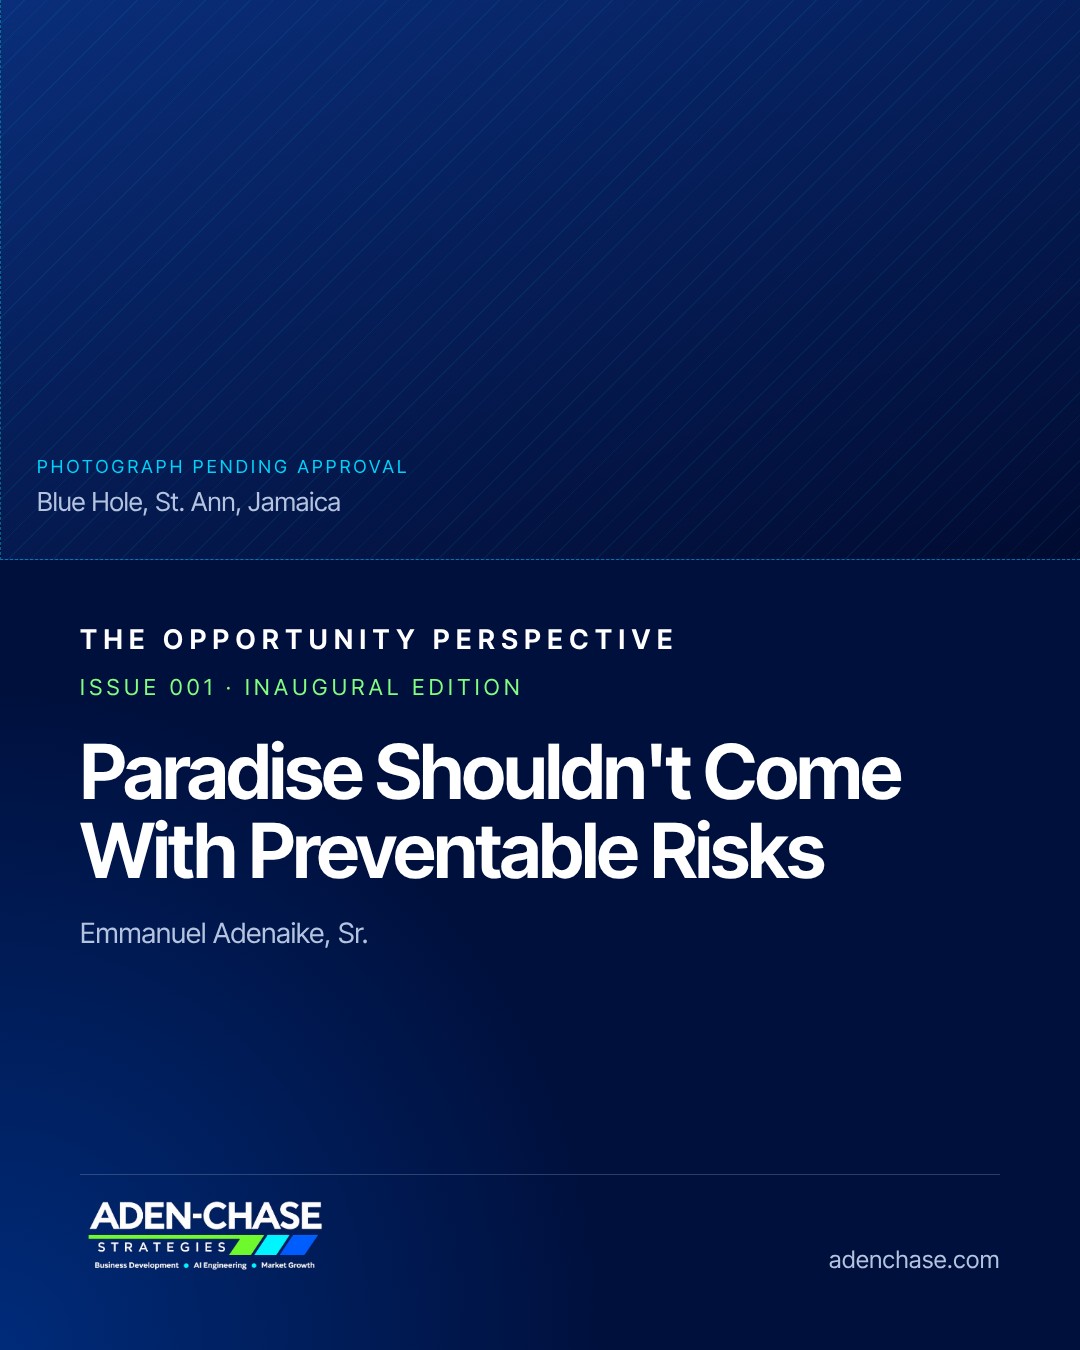 PHOTOGRAPH PENDING APPROVAL
Blue Hole, St. Ann, Jamaica
THE OPPORTUNITY PERSPECTIVE
ISSUE 001 · INAUGURAL EDITION
Paradise Shouldn't Come
With Preventable Risks
Emmanuel Adenaike, Sr.
ADEN-CHASE
STRATEGIES
Business Development • AI Engineering • Market Growth
adenchase.com